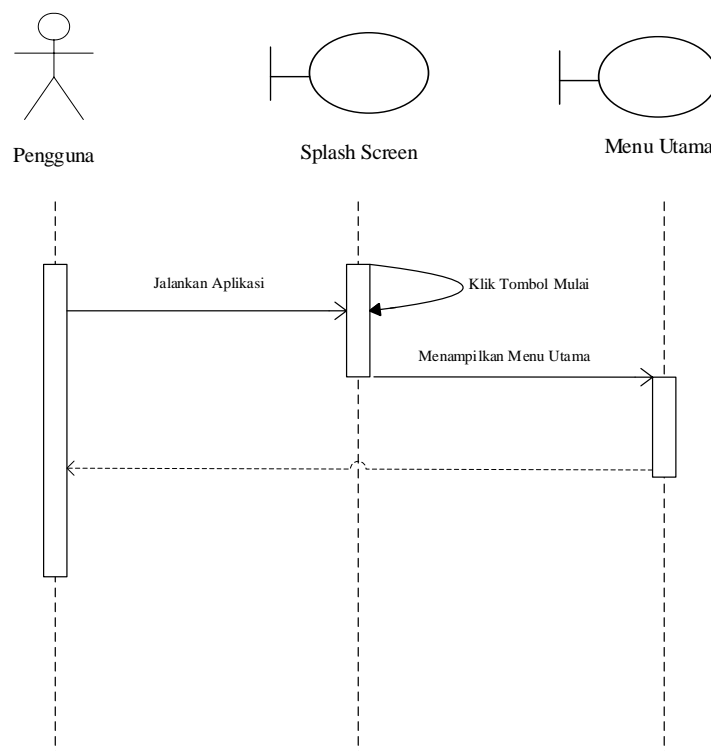 Pengguna
Splash Screen
Menu Utama
Jalankan Aplikasi
Klik Tombol Mulai
Menampilkan Menu Utama